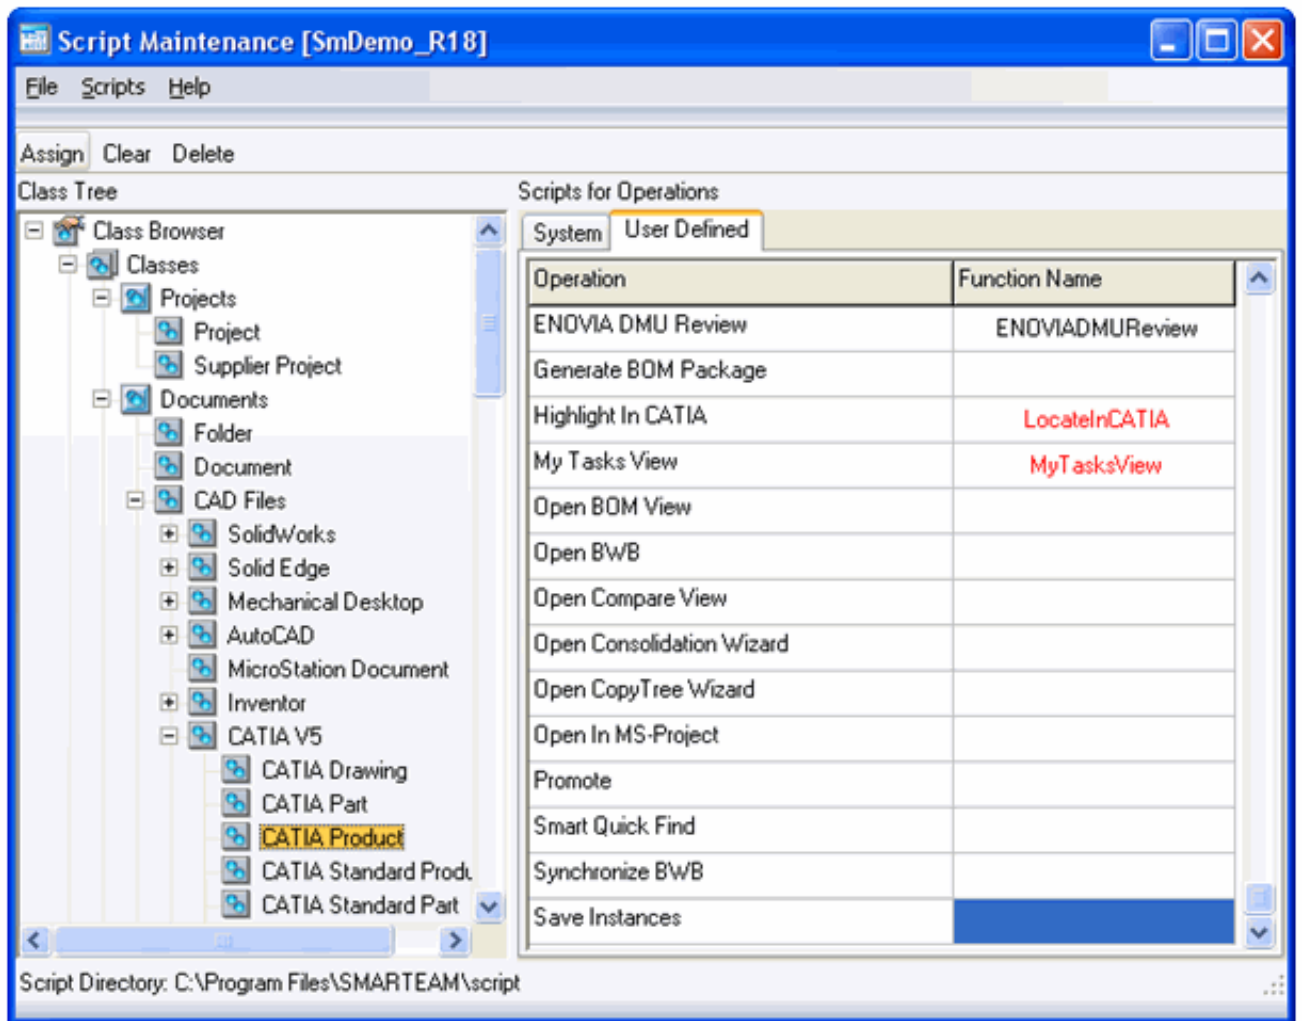 Script Maintenance [SmDemo_R18]
File Scripts Help
Assign Clear Delete
Class Tree
Class Browser
Classes
Projects
Project
Supplier Project
Documents
Folder
Document
CAD Files
SolidWorks
Solid Edge
Mechanical Desktop
AutoCAD
MicroStation Document
Inventor
CATIA V5
CATIA Drawing
CATIA Part
CATIA Product
CATIA Standard Produ
CATIA Standard Part
Scripts for Operations
System User Defined
Operation Function Name
ENOVIA DMU Review ENOVIADMUReview
Generate BOM Package
Highlight In CATIA LocateInCATIA
My Tasks View MyTasksView
Open BOM View
Open BWB
Open Compare View
Open Consolidation Wizard
Open CopyTree Wizard
Open In MS-Project
Promote
Smart Quick Find
Synchronize BWB
Save Instances
Script Directory: C:\Program Files\SMARTEAM\script